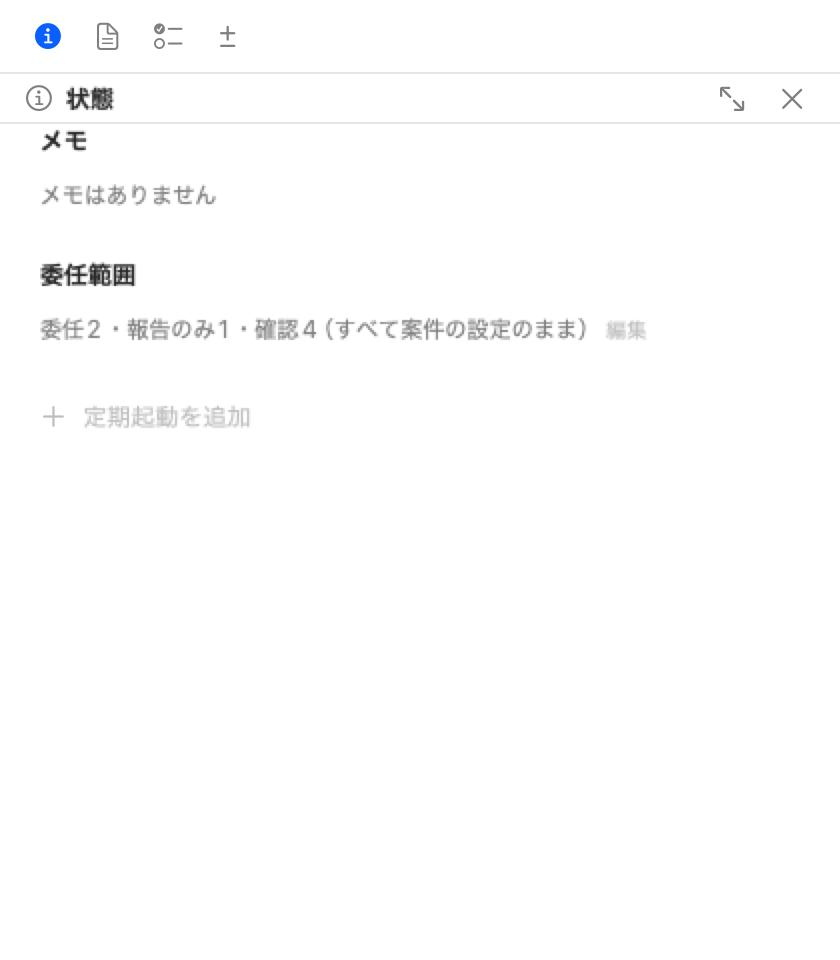 状態
メモ
メモはありません
委任範囲
委任2・報告のみ1・確認4（すべて案件の設定のまま） 編集
＋ 定期起動を追加